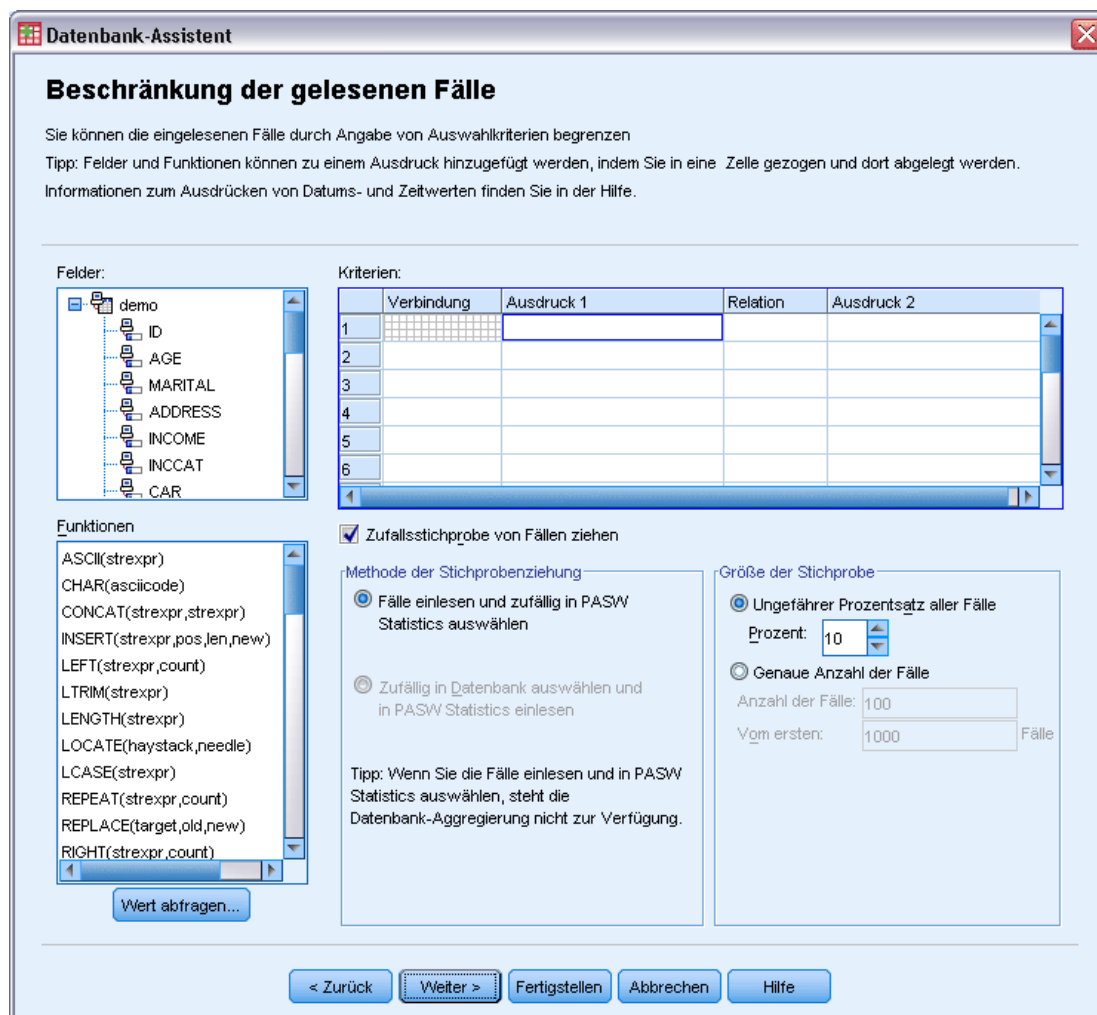 Datenbank-Assistent
Beschränkung der gelesenen Fälle
Sie können die eingelesenen Fälle durch Angabe von Auswahlkriterien begrenzen
Tipp: Felder und Funktionen können zu einem Ausdruck hinzugefügt werden, indem Sie in eine Zelle gezogen und dort abgelegt werden.
Informationen zum Ausdrücken von Datums- und Zeitwerten finden Sie in der Hilfe.
Felder:
demo
ID
AGE
MARITAL
ADDRESS
INCOME
INCCAT
CAR
Kriterien:
Verbindung Ausdruck 1 Relation Ausdruck 2
1
2
3
4
5
6
Funktionen
ASCII(strexpr)
CHAR(asciicode)
CONCAT(strexpr,strexpr)
INSERT(strexpr,pos,len,new)
LEFT(strexpr,count)
LTRIM(strexpr)
LENGTH(strexpr)
LOCATE(haystack,needle)
LCASE(strexpr)
REPEAT(strexpr,count)
REPLACE(target,old,new)
RIGHT(strexpr,count)
Wert abfragen...
Zufallsstichprobe von Fällen ziehen
Methode der Stichprobenziehung
Fälle einlesen und zufällig in PASW
Statistics auswählen
Zufällig in Datenbank auswählen und
in PASW Statistics einlesen
Tipp: Wenn Sie die Fälle einlesen und in PASW
Statistics auswählen, steht die
Datenbank-Aggregierung nicht zur Verfügung.
Größe der Stichprobe
Ungefährer Prozentsatz aller Fälle
Prozent: 10
Genaue Anzahl der Fälle
Anzahl der Fälle: 100
Vom ersten: 1000 Fälle
< Zurück Weiter > Fertigstellen Abbrechen Hilfe